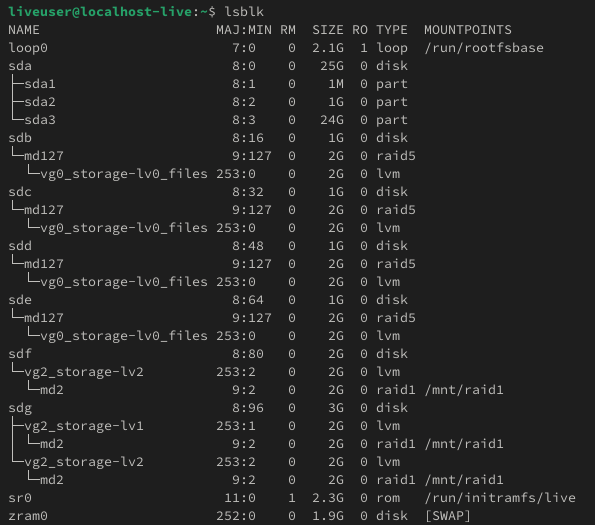 liveuser@localhost-live:~$ lsblk
NAME                       MAJ:MIN RM  SIZE RO TYPE  MOUNTPOINTS
loop0                        7:0    0  2.1G  1 loop  /run/rootfsbase
sda                          8:0    0   25G  0 disk
├─sda1                       8:1    0    1M  0 part
├─sda2                       8:2    0    1G  0 part
└─sda3                       8:3    0   24G  0 part
sdb                          8:16   0    1G  0 disk
└─md127                      9:127  0    2G  0 raid5
  └─vg0_storage-lv0_files 253:0    0    2G  0 lvm
sdc                          8:32   0    1G  0 disk
└─md127                      9:127  0    2G  0 raid5
  └─vg0_storage-lv0_files 253:0    0    2G  0 lvm
sdd                          8:48   0    1G  0 disk
└─md127                      9:127  0    2G  0 raid5
  └─vg0_storage-lv0_files 253:0    0    2G  0 lvm
sde                          8:64   0    1G  0 disk
└─md127                      9:127  0    2G  0 raid5
  └─vg0_storage-lv0_files 253:0    0    2G  0 lvm
sdf                          8:80   0    2G  0 disk
└─vg2_storage-lv2          253:2    0    2G  0 lvm
  └─md2                      9:2    0    2G  0 raid1 /mnt/raid1
sdg                          8:96   0    3G  0 disk
├─vg2_storage-lv1          253:1    0    2G  0 lvm
│ └─md2                      9:2    0    2G  0 raid1 /mnt/raid1
└─vg2_storage-lv2          253:2    0    2G  0 lvm
  └─md2                      9:2    0    2G  0 raid1 /mnt/raid1
sr0                         11:0    1  2.3G  0 rom   /run/initramfs/live
zram0                      252:0    0  1.9G  0 disk  [SWAP]